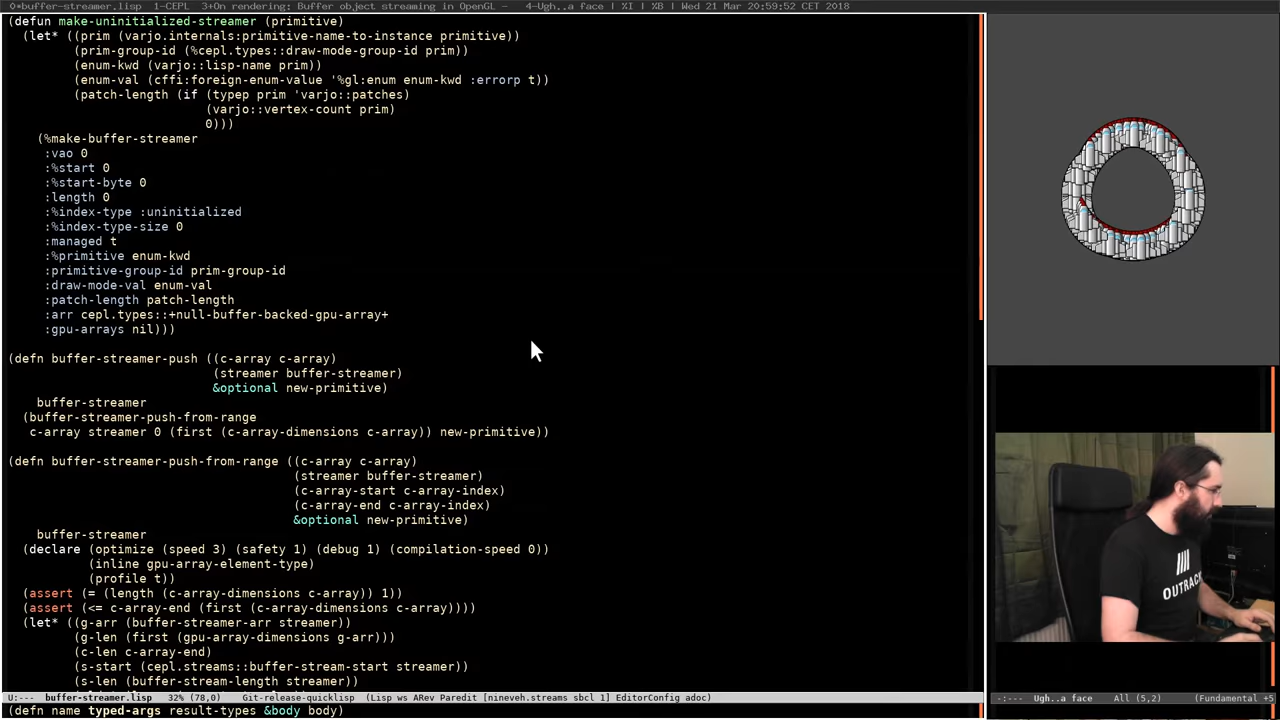 0*buffer-streamer.lisp  1-CEPL  3+On rendering: Buffer object streaming in OpenGL -   4-Ugh..a face | %I | %B | Wed 21 Mar 20:59:52 CET 2018
(defun make-uninitialized-streamer (primitive)
  (let* ((prim (varjo.internals:primitive-name-to-instance primitive))
         (prim-group-id (%cepl.types::draw-mode-group-id prim))
         (enum-kwd (varjo::lisp-name prim))
         (enum-val (cffi:foreign-enum-value '%gl:enum enum-kwd :errorp t))
         (patch-length (if (typep prim 'varjo::patches)
                           (varjo::vertex-count prim)
                           0)))
    (%make-buffer-streamer
     :vao 0
     :%start 0
     :%start-byte 0
     :length 0
     :%index-type :uninitialized
     :%index-type-size 0
     :managed t
     :%primitive enum-kwd
     :primitive-group-id prim-group-id
     :draw-mode-val enum-val
     :patch-length patch-length
     :arr cepl.types::+null-buffer-backed-gpu-array+
     :gpu-arrays nil)))
(defn buffer-streamer-push ((c-array c-array)
                            (streamer buffer-streamer)
                            &optional new-primitive)
    buffer-streamer
  (buffer-streamer-push-from-range
   c-array streamer 0 (first (c-array-dimensions c-array)) new-primitive))
(defn buffer-streamer-push-from-range ((c-array c-array)
                                       (streamer buffer-streamer)
                                       (c-array-start c-array-index)
                                       (c-array-end c-array-index)
                                       &optional new-primitive)
    buffer-streamer
  (declare (optimize (speed 3) (safety 1) (debug 1) (compilation-speed 0))
           (inline gpu-array-element-type)
           (profile t))
  (assert (= (length (c-array-dimensions c-array)) 1))
  (assert (<= c-array-end (first (c-array-dimensions c-array))))
  (let* ((g-arr (buffer-streamer-arr streamer))
         (g-len (first (gpu-array-dimensions g-arr)))
         (c-len c-array-end)
         (s-start (cepl.streams::buffer-stream-start streamer))
         (s-len (buffer-stream-length streamer))
U:---  buffer-streamer.lisp   32% (78,0)   Git-release-quicklisp  (Lisp ws ARev Paredit [nineveh.streams sbcl 1] EditorConfig adoc)
(defn name typed-args result-types &body body)
OUTRAC
-:---  Ugh..a face   All (5,2)   (Fundamental +5